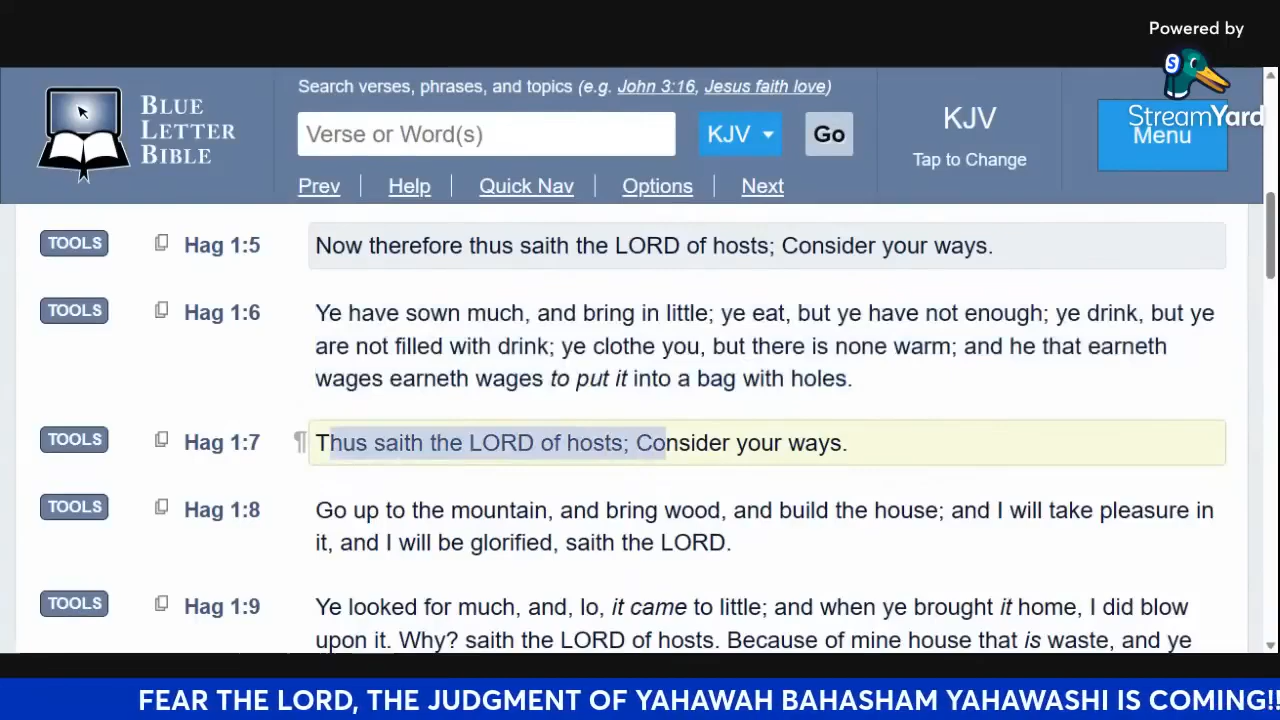 Powered by
StreamYard
BLUE
LETTER
BIBLE
Search verses, phrases, and topics (e.g. John 3:16, Jesus faith love)
Verse or Word(s)
KJV
Go
KJV
Tap to Change
Menu
Prev
Help
Quick Nav
Options
Next
TOOLS Hag 1:5 Now therefore thus saith the LORD of hosts; Consider your ways.
TOOLS Hag 1:6 Ye have sown much, and bring in little; ye eat, but ye have not enough; ye drink, but ye
are not filled with drink; ye clothe you, but there is none warm; and he that earneth
wages earneth wages to put it into a bag with holes.
TOOLS Hag 1:7 ¶ Thus saith the LORD of hosts; Consider your ways.
TOOLS Hag 1:8 Go up to the mountain, and bring wood, and build the house; and I will take pleasure in
it, and I will be glorified, saith the LORD.
TOOLS Hag 1:9 Ye looked for much, and, lo, it came to little; and when ye brought it home, I did blow
upon it. Why? saith the LORD of hosts. Because of mine house that is waste, and ye
FEAR THE LORD, THE JUDGMENT OF YAHAWAH BAHASHAM YAHAWASHI IS COMING!!